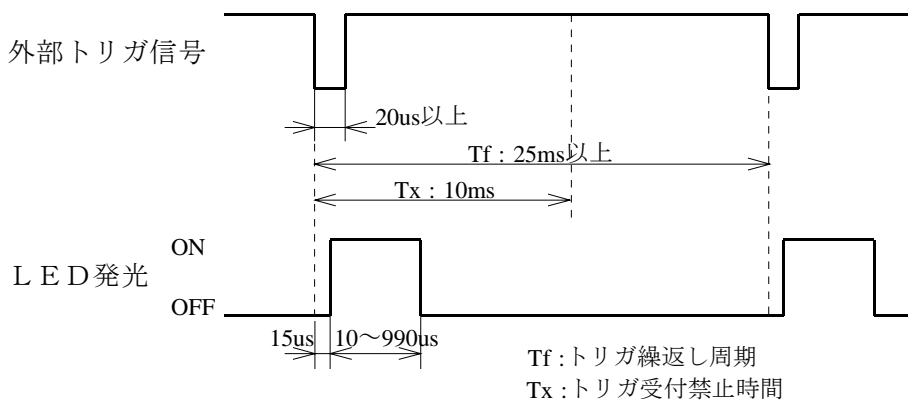 外部トリガ信号
20us以上
Tf : 25ms以上
Tx : 10ms
ON
ＬＥＤ発光
OFF
15us 10～990us
Tf :トリガ繰返し周期
Tx :トリガ受付禁止時間